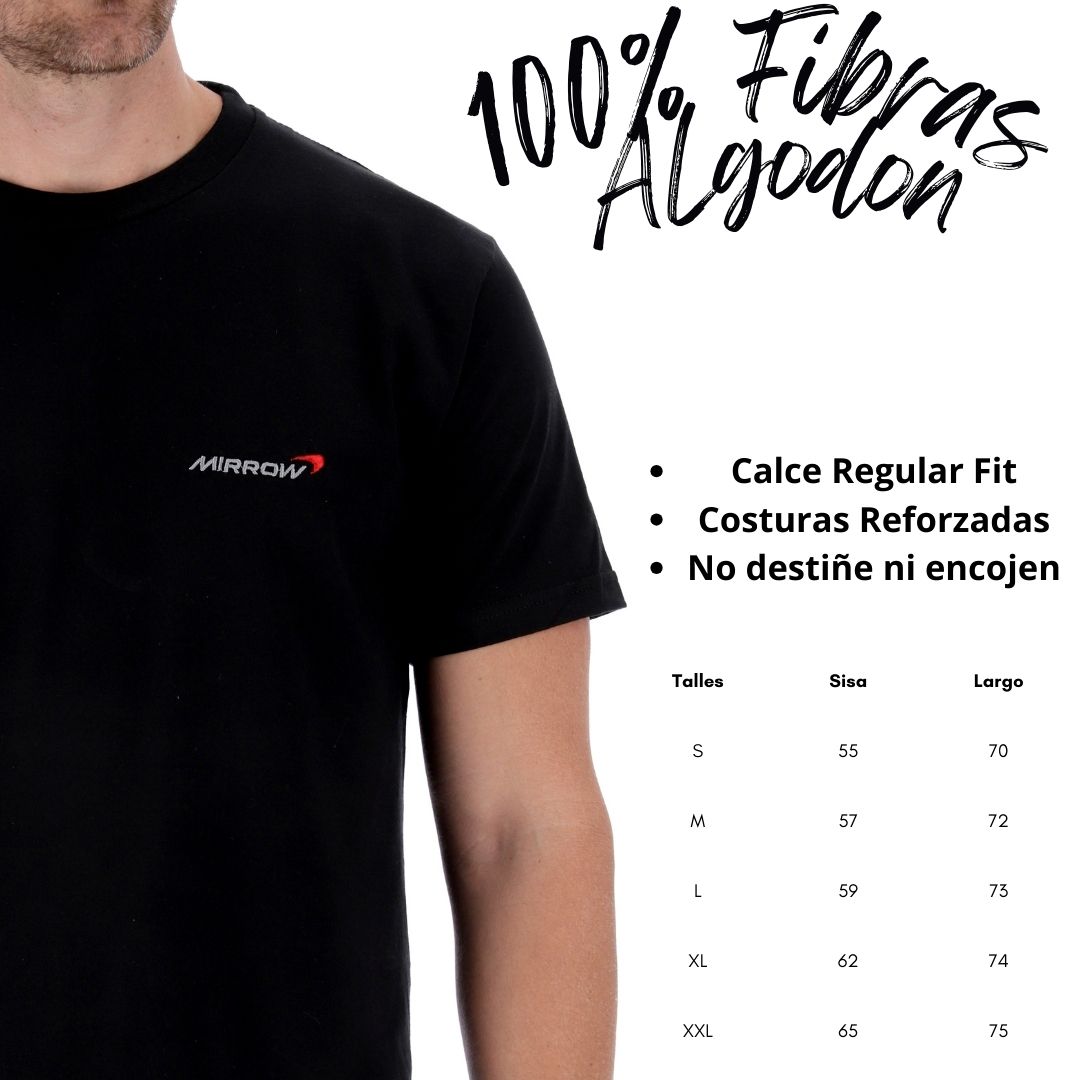 100% Fibras
Algodon
MIRROW
Calce Regular Fit
Costuras Reforzadas
No destiñe ni encojen
Talles Sisa Largo
S 55 70
M 57 72
L 59 73
XL 62 74
XXL 65 75